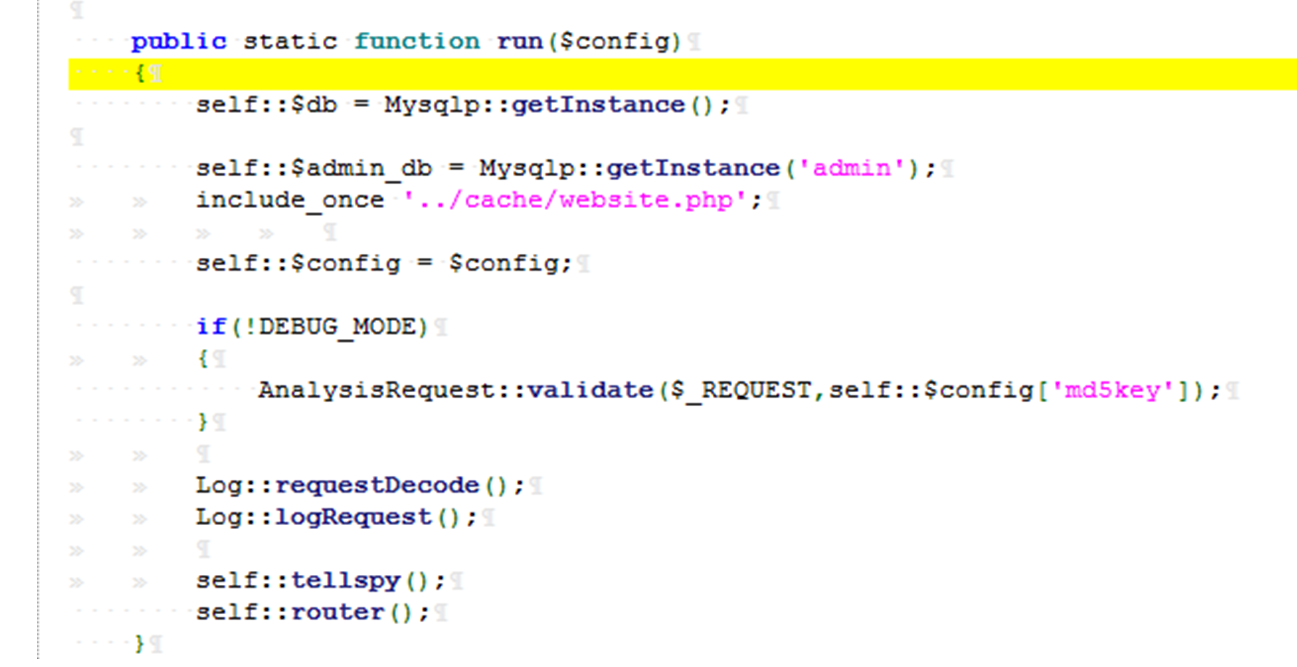 public static function run($config)
{
self::$db = Mysqlp::getInstance();
self::$admin_db = Mysqlp::getInstance('admin');
include_once '../cache/website.php';
self::$config = $config;
if(!DEBUG_MODE)
{
AnalysisRequest::validate($_REQUEST,self::$config['md5key']);
}
Log::requestDecode();
Log::logRequest();
self::tellspy();
self::router();
}